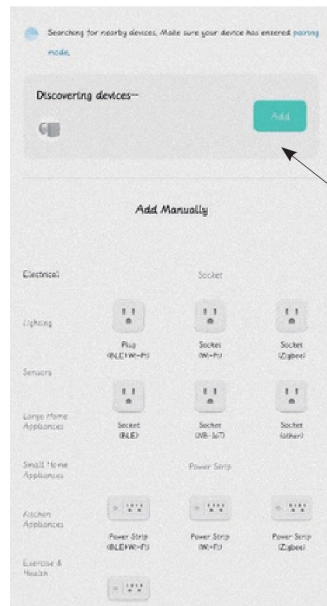 Searching for nearby devices. Make sure your device has entered pairing
mode.
Discovering devices...
Add
Add Manually
Electrical
Socket
Lighting
Plug
(BLE+Wi-Fi)
Socket
(Wi-Fi)
Socket
(Zigbee)
Sensors
Large Home
Appliances
Socket
(BLE)
Socket
(NB-IoT)
Socket
(other)
Small Home
Appliances
Power Strip
Kitchen
Appliances
Power Strip
(BLE+Wi-Fi)
Power Strip
(Wi-Fi)
Power Strip
(Zigbee)
Exercise &
Health